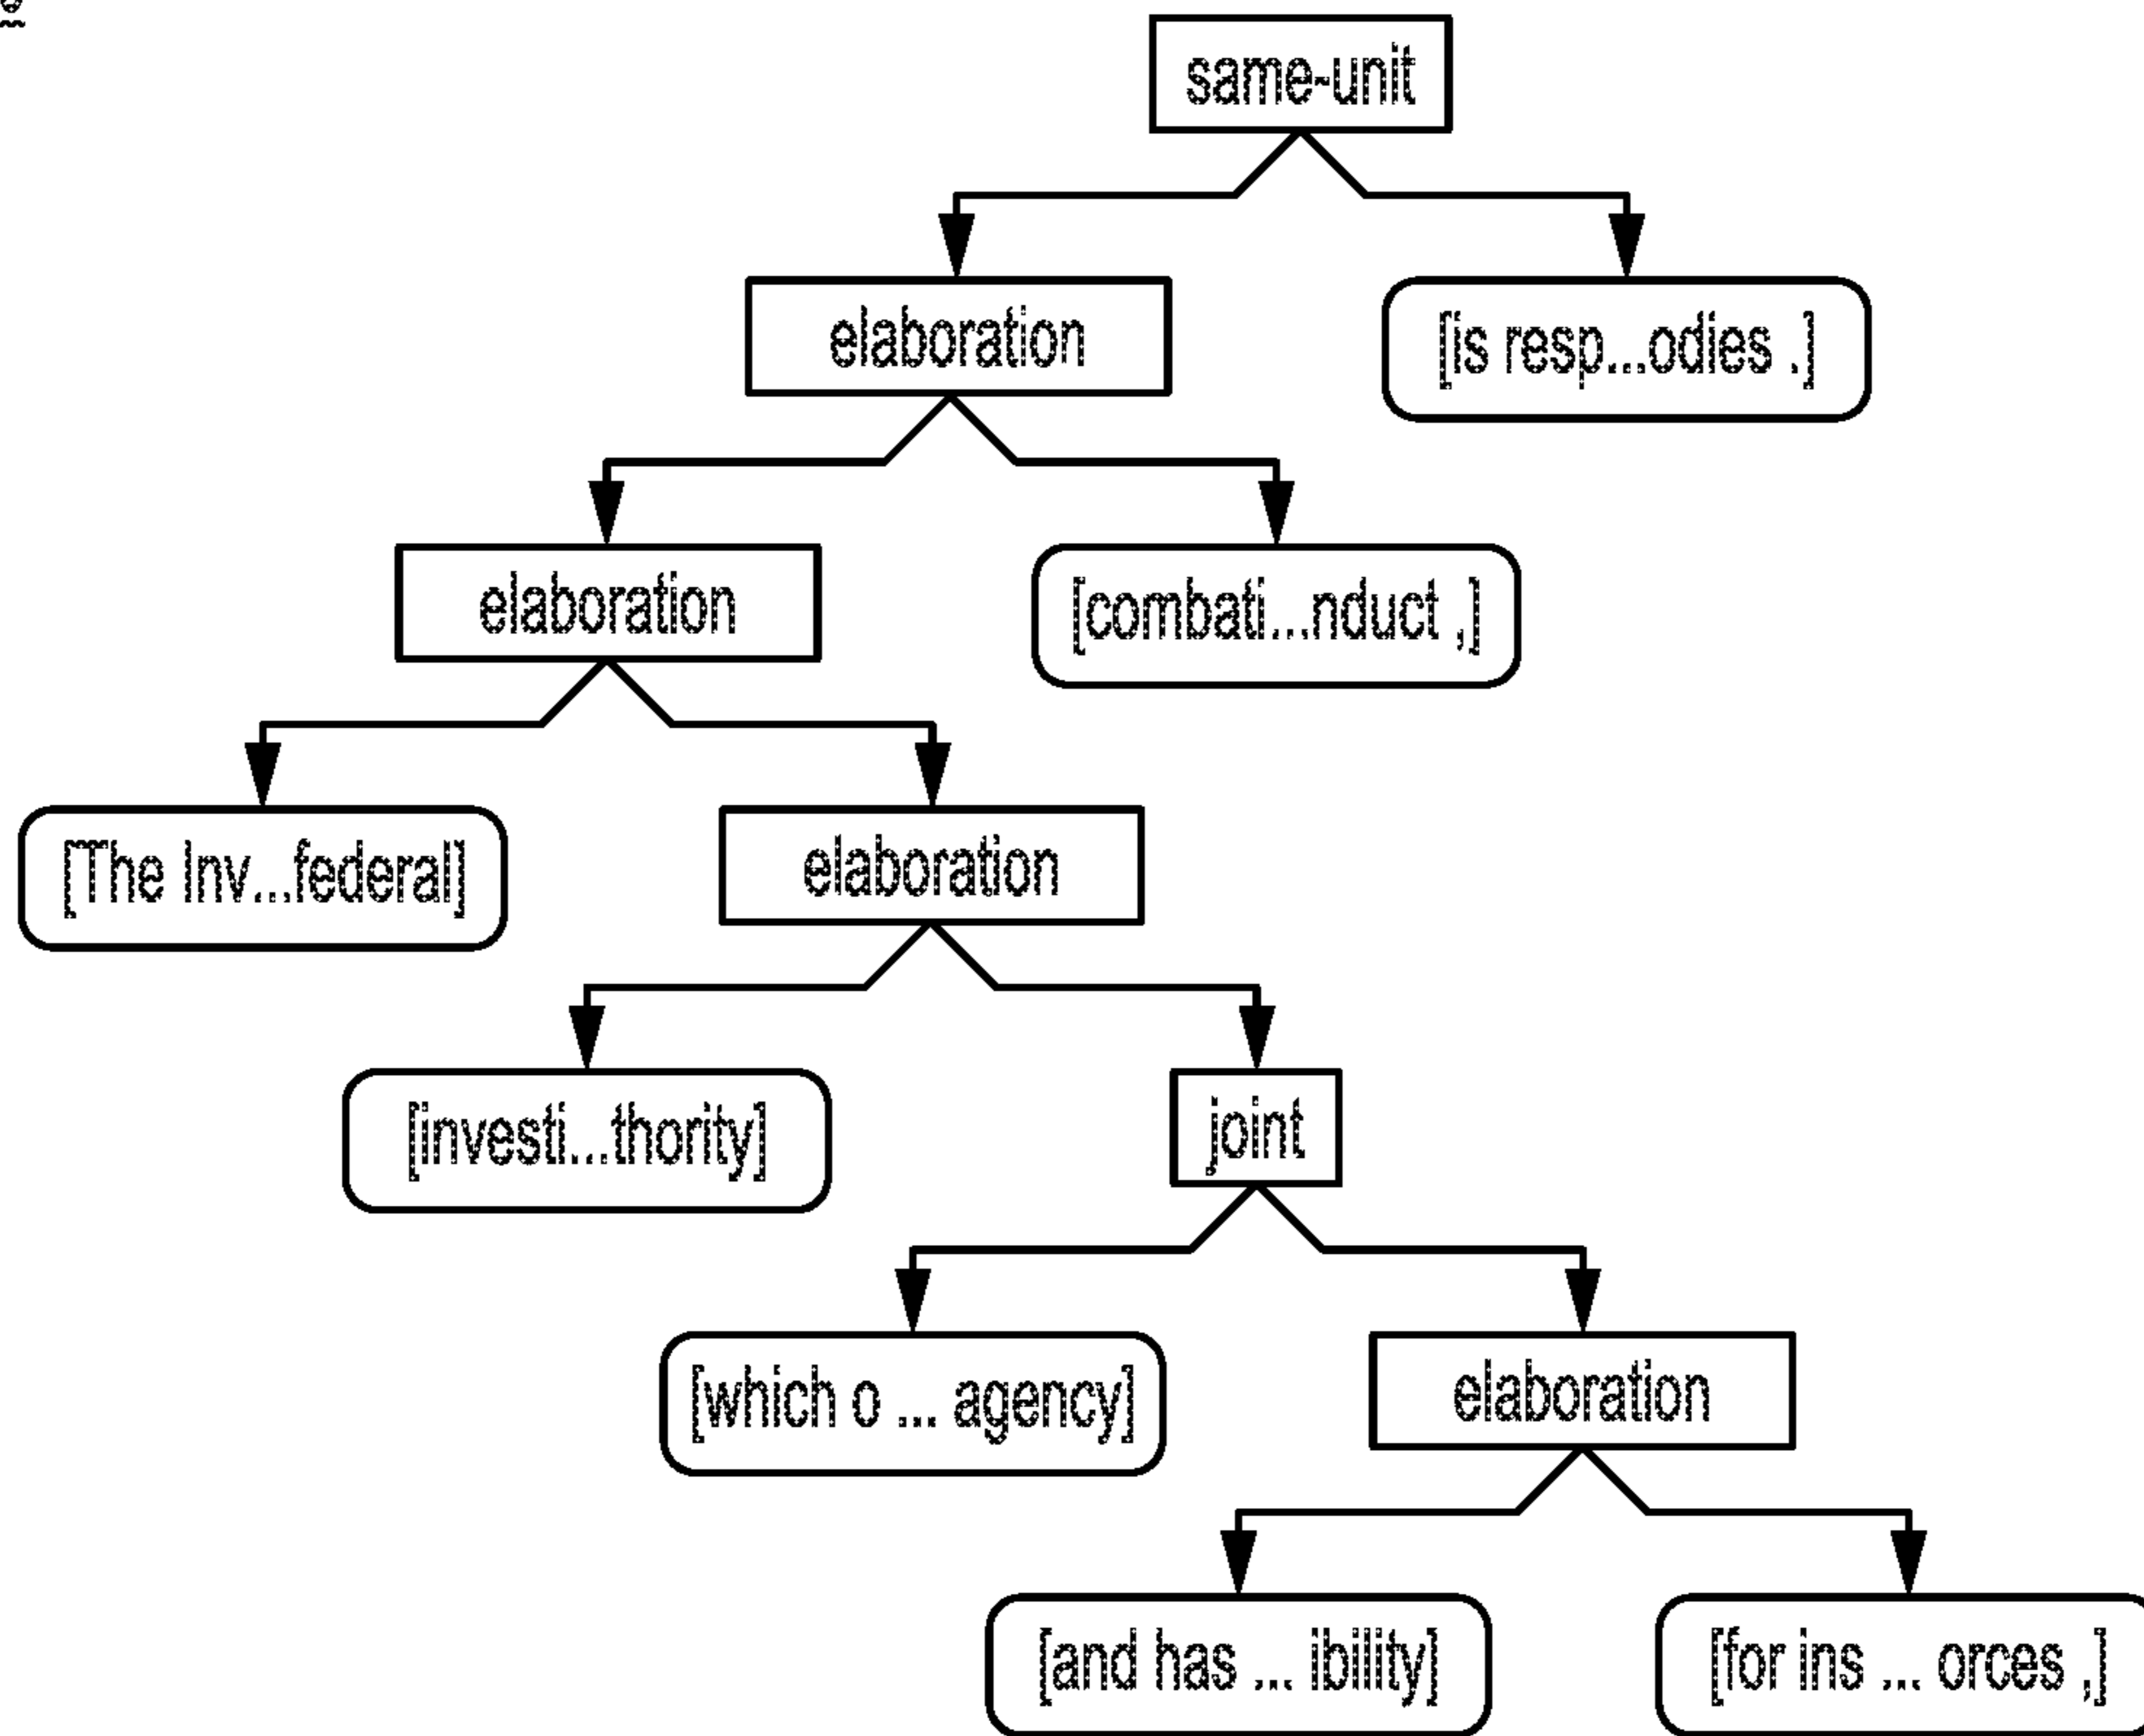 same-unit
elaboration
[is resp...odies .]
elaboration
[combati...nduct ,]
[The Inv...federal]
elaboration
[investi...thority]
joint
[which o ... agency]
elaboration
[and has ... ibility]
[for ins ... orces ,]